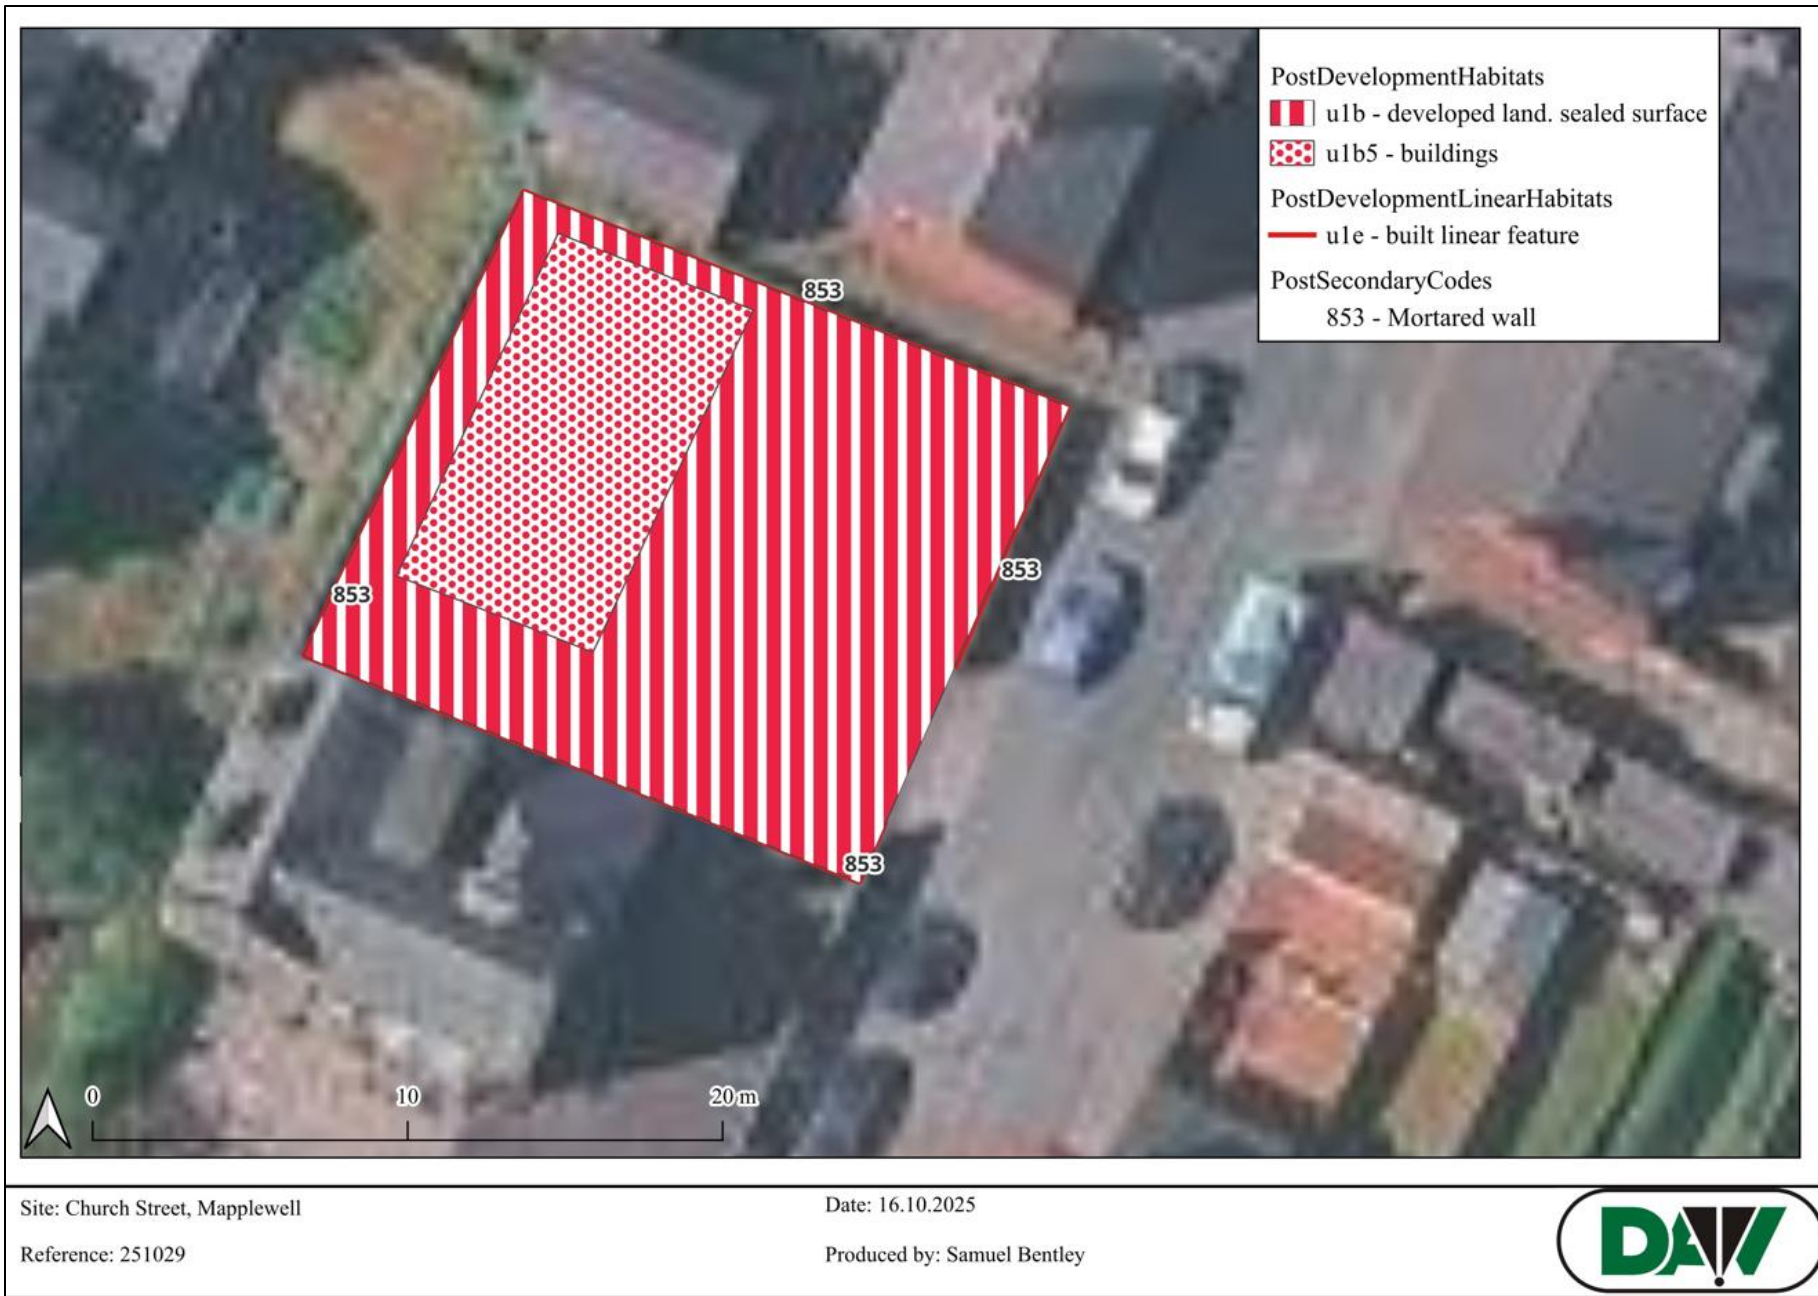 PostDevelopmentHabitats
u1b - developed land. sealed surface
u1b5 - buildings
PostDevelopmentLinearHabitats
u1e - built linear feature
PostSecondaryCodes
853 - Mortared wall
853
853
853
853
0 10 20 m
Site: Church Street, Mapplewell
Date: 16.10.2025
Reference: 251029
Produced by: Samuel Bentley
DAW